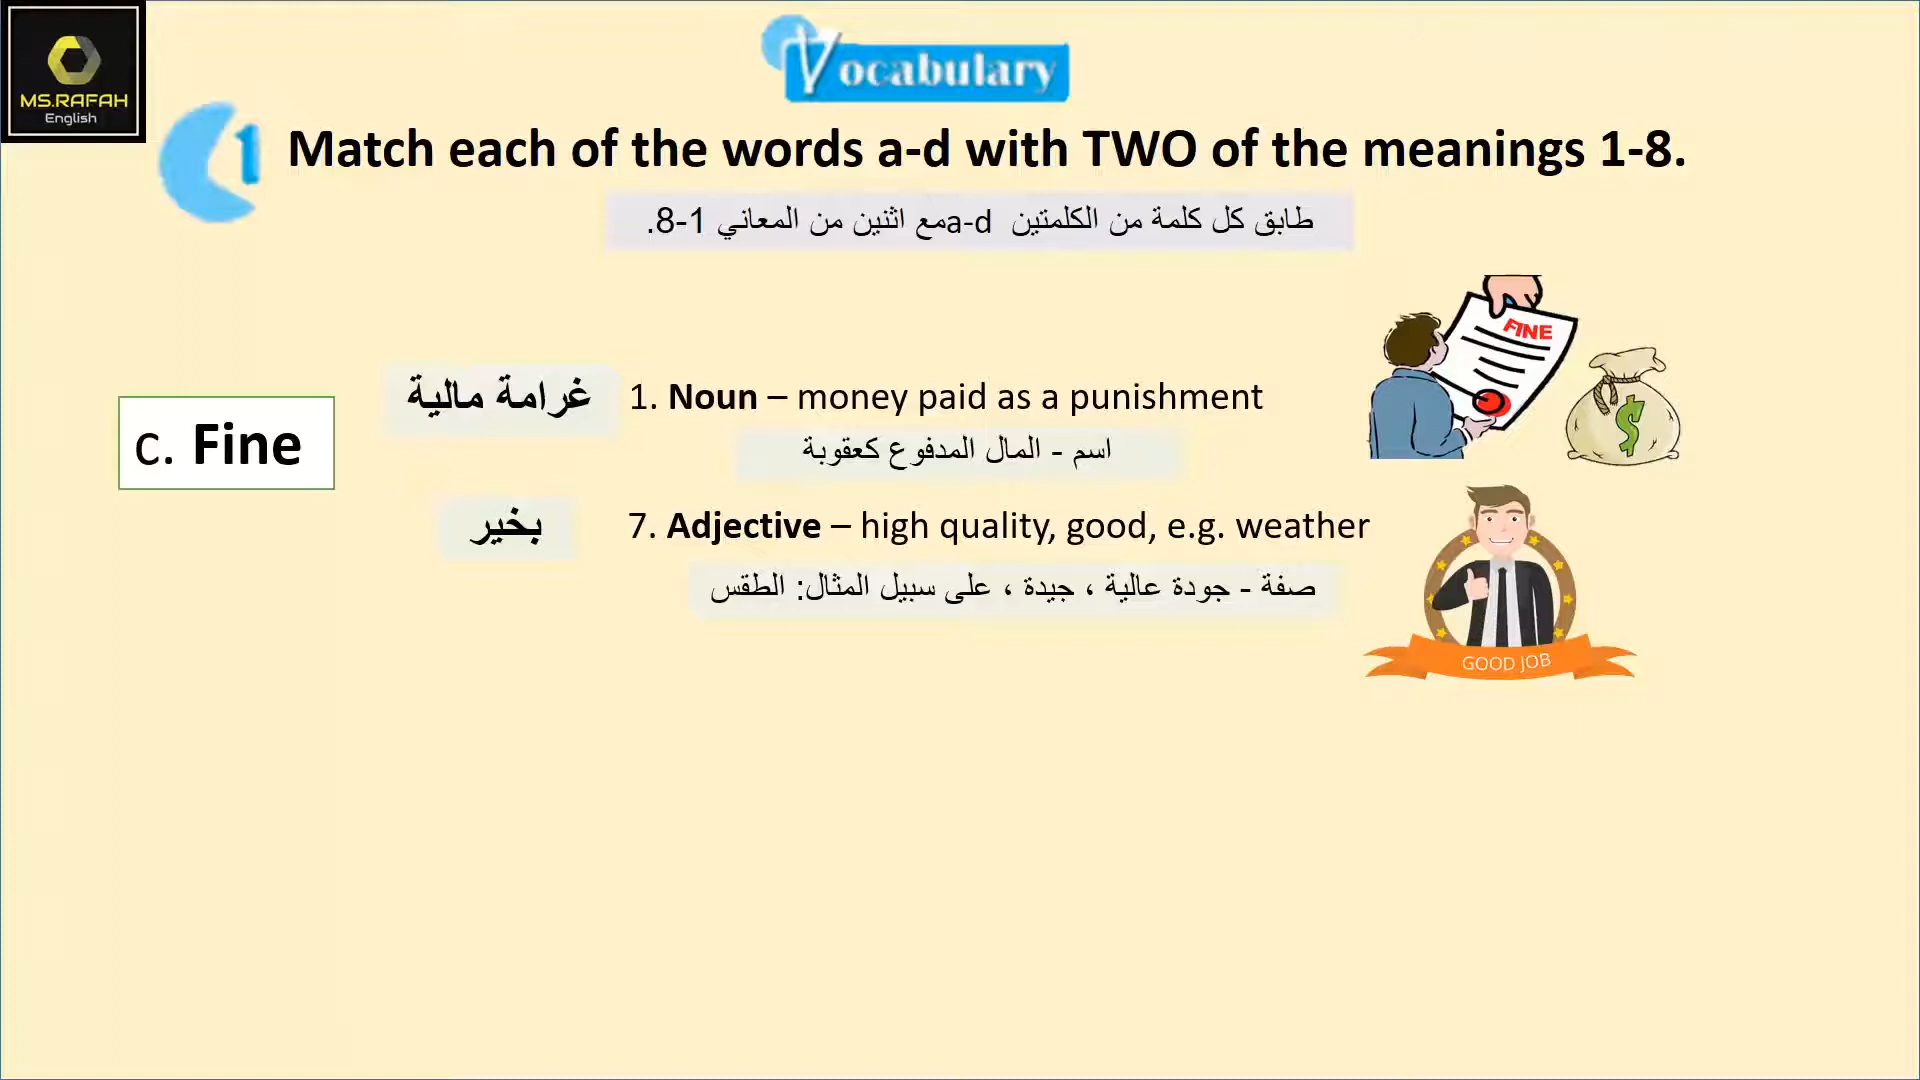 MS.RAFAH
English
Vocabulary
1 Match each of the words a-d with TWO of the meanings 1-8.
طابق كل كلمة من الكلمتين a-d مع اثنين من المعاني 1-8.
FINE
غرامة مالية
1. Noun – money paid as a punishment
$
c. Fine
اسم - المال المدفوع كعقوبة
بخير
7. Adjective – high quality, good, e.g. weather
صفة - جودة عالية ، جيدة ، على سبيل المثال: الطقس
GOOD JOB